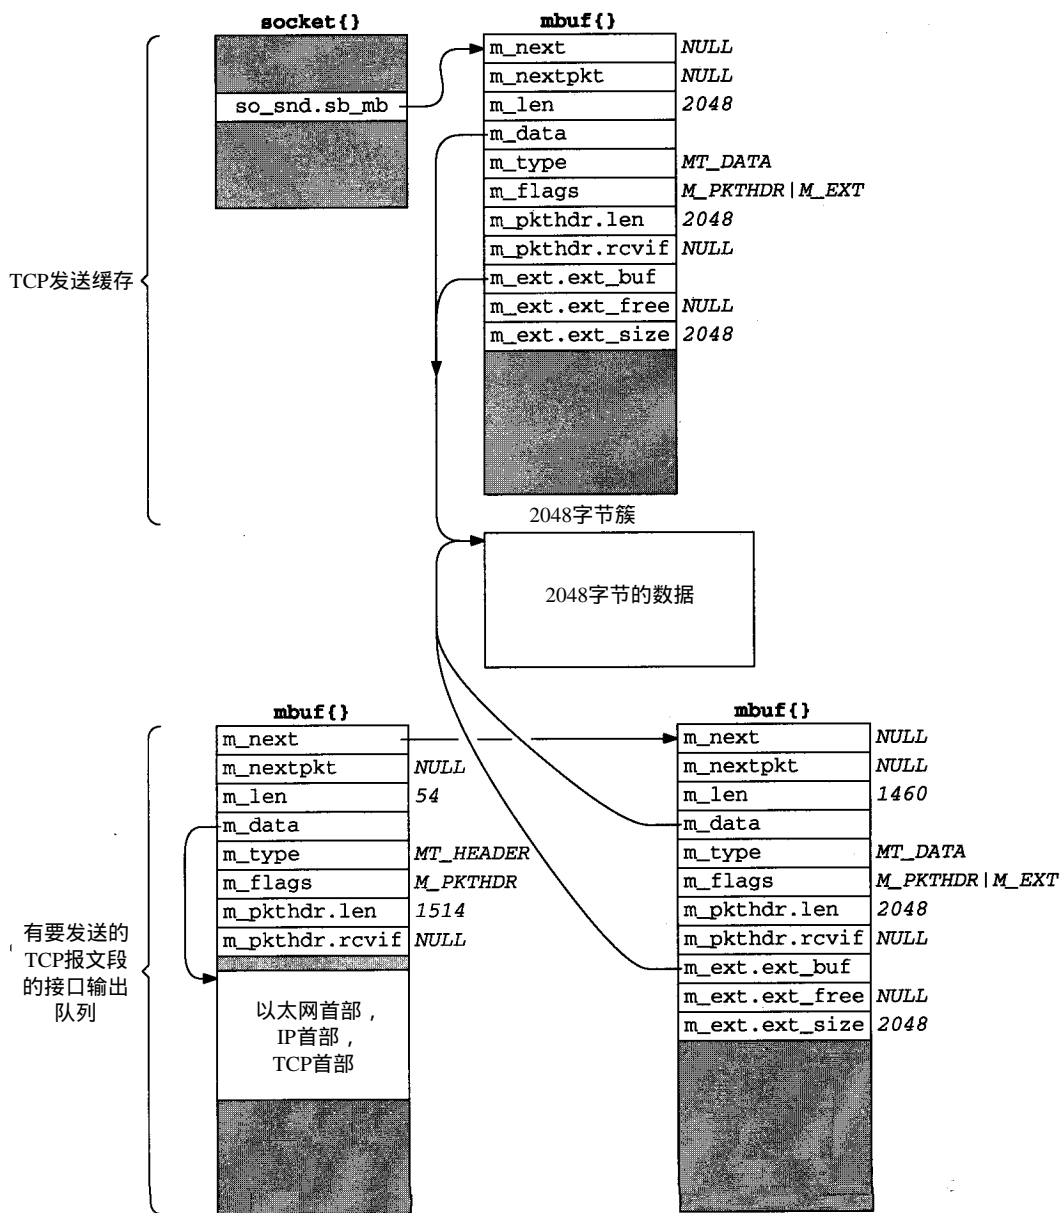 socket{}
so_snd.sb_mb
mbuf{}
m_next NULL
m_nextpkt NULL
m_len 2048
m_data
m_type MT_DATA
m_flags M_PKTHDR|M_EXT
m_pkthdr.len 2048
m_pkthdr.rcvif NULL
m_ext.ext_buf
m_ext.ext_free NULL
m_ext.ext_size 2048
TCP发送缓存
2048字节簇
2048字节的数据
mbuf{}
m_next
m_nextpkt NULL
m_len 54
m_data
m_type MT_HEADER
m_flags M_PKTHDR
m_pkthdr.len 1514
m_pkthdr.rcvif NULL
以太网首部，
IP首部，
TCP首部
有要发送的
TCP报文段
的接口输出
队列
mbuf{}
m_next NULL
m_nextpkt NULL
m_len 1460
m_data
m_type MT_DATA
m_flags M_PKTHDR|M_EXT
m_pkthdr.len 2048
m_pkthdr.rcvif NULL
m_ext.ext_buf
m_ext.ext_free NULL
m_ext.ext_size 2048